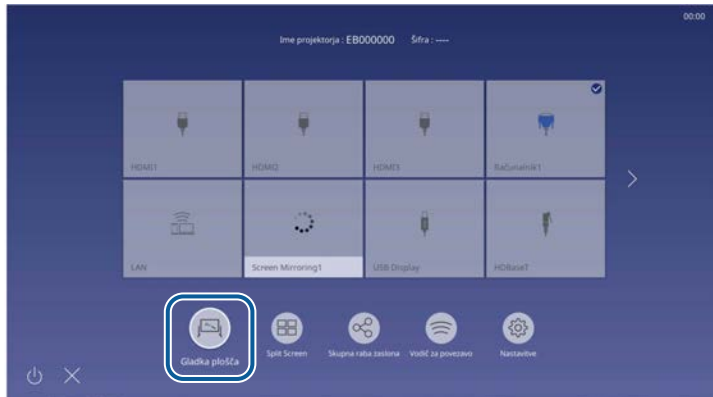 00:00
Ime projektorja : EB000000 Šifra : ----
HDMI1 HDMI2 HDMI3 Računalnik1
LAN Screen Mirroring1 USB Display HDBaseT
Gladka plošča Split Screen Skupna raba zaslona Vodič za povezavo Nastavitve